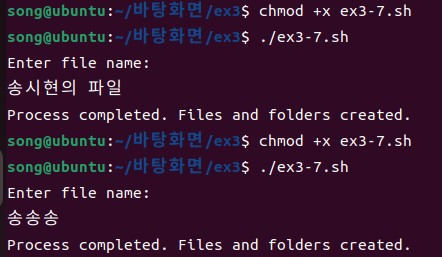 song@ubuntu:~/바탕화면/ex3$ chmod +x ex3-7.sh
song@ubuntu:~/바탕화면/ex3$ ./ex3-7.sh
Enter file name:
송시현의 파일
Process completed. Files and folders created.
song@ubuntu:~/바탕화면/ex3$ chmod +x ex3-7.sh
song@ubuntu:~/바탕화면/ex3$ ./ex3-7.sh
Enter file name:
송송송
Process completed. Files and folders created.